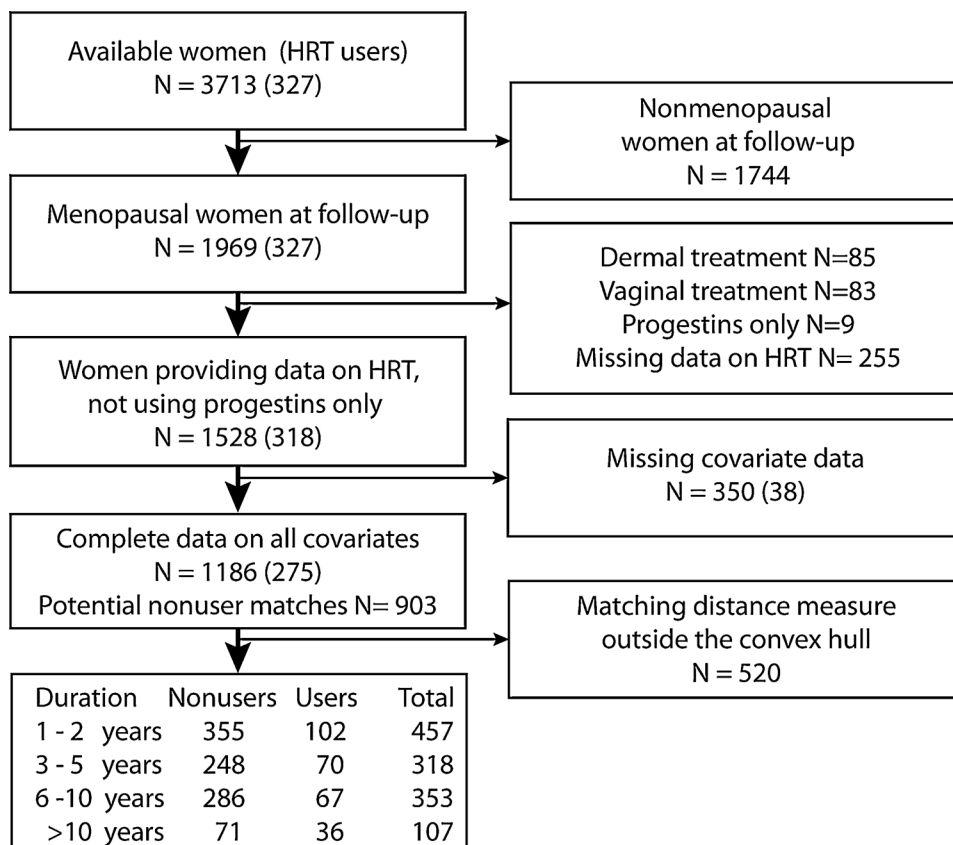 Available women (HRT users)
N = 3713 (327)
Nonmenopausal
women at follow-up
N = 1744
Menopausal women at follow-up
N = 1969 (327)
Dermal treatment N=85
Vaginal treatment N=83
Progestins only N=9
Missing data on HRT N= 255
Women providing data on HRT,
not using progestins only
N = 1528 (318)
Missing covariate data
N = 350 (38)
Complete data on all covariates
N = 1186 (275)
Potential nonuser matches N= 903
Matching distance measure
outside the convex hull
N = 520
Duration Nonusers Users Total
1 - 2 years 355 102 457
3 - 5 years 248 70 318
6 -10 years 286 67 353
>10 years 71 36 107